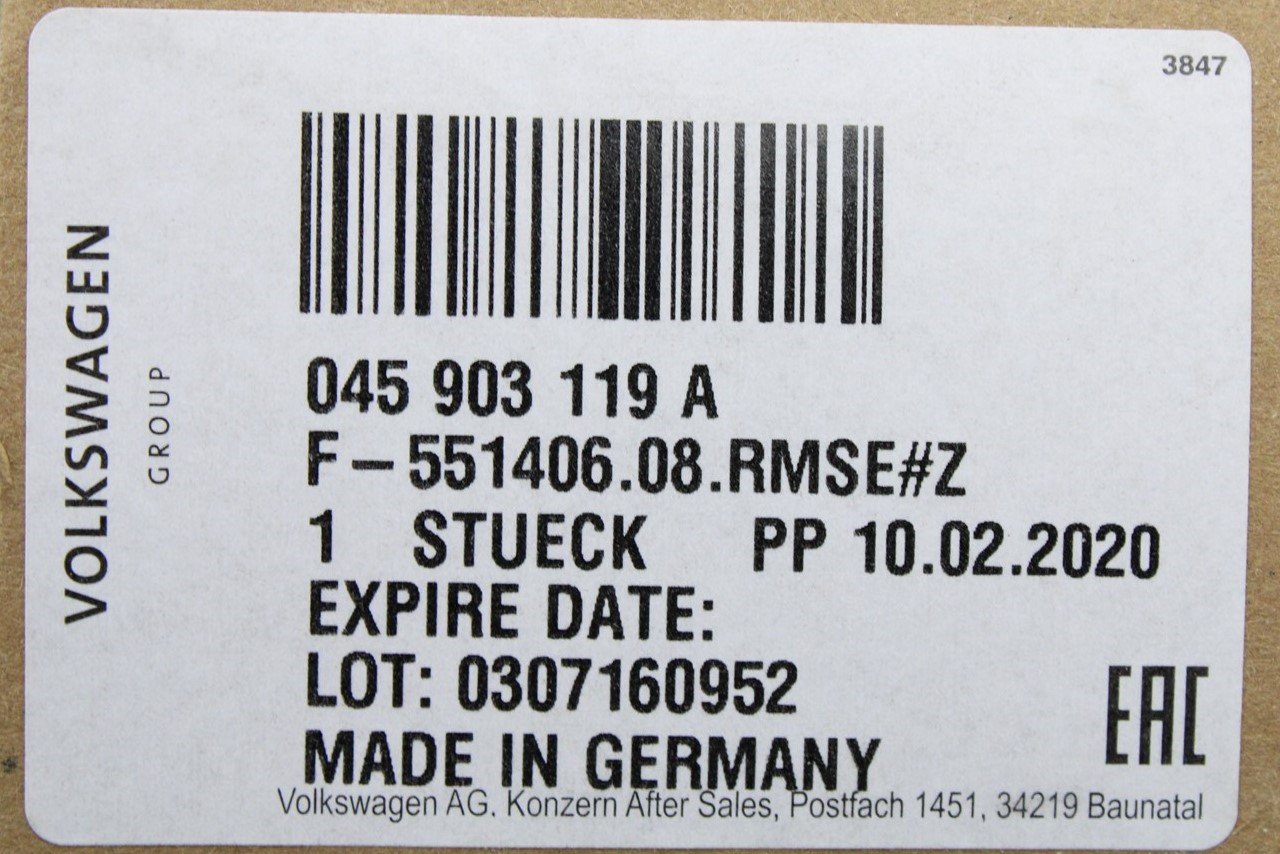 3847
VOLKSWAGEN
GROUP
045 903 119 A
F-551406.08.RMSE#Z
1 STUECK PP 10.02.2020
EXPIRE DATE:
LOT: 0307160952
EAC
MADE IN GERMANY
Volkswagen AG. Konzern After Sales, Postfach 1451, 34219 Baunatal